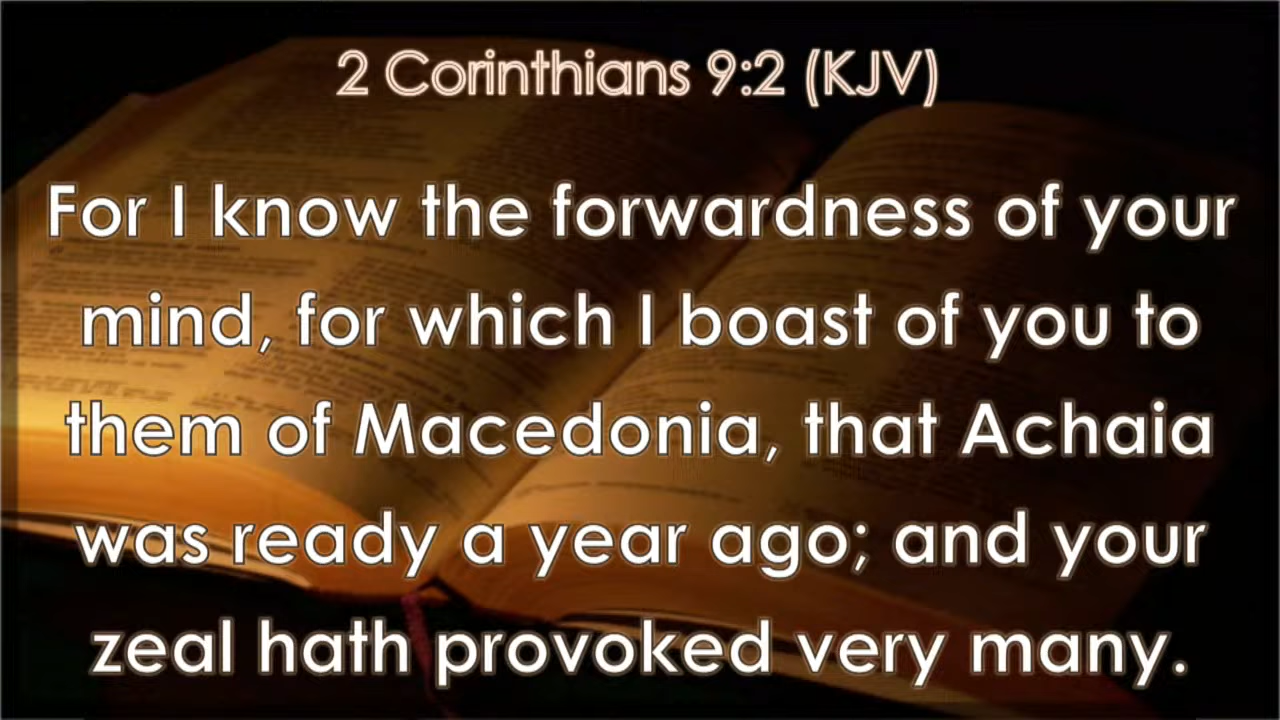 2 Corinthians 9:2 (KJV)
For I know the forwardness of your
mind, for which I boast of you to
them of Macedonia, that Achaia
was ready a year ago; and your
zeal hath provoked very many.